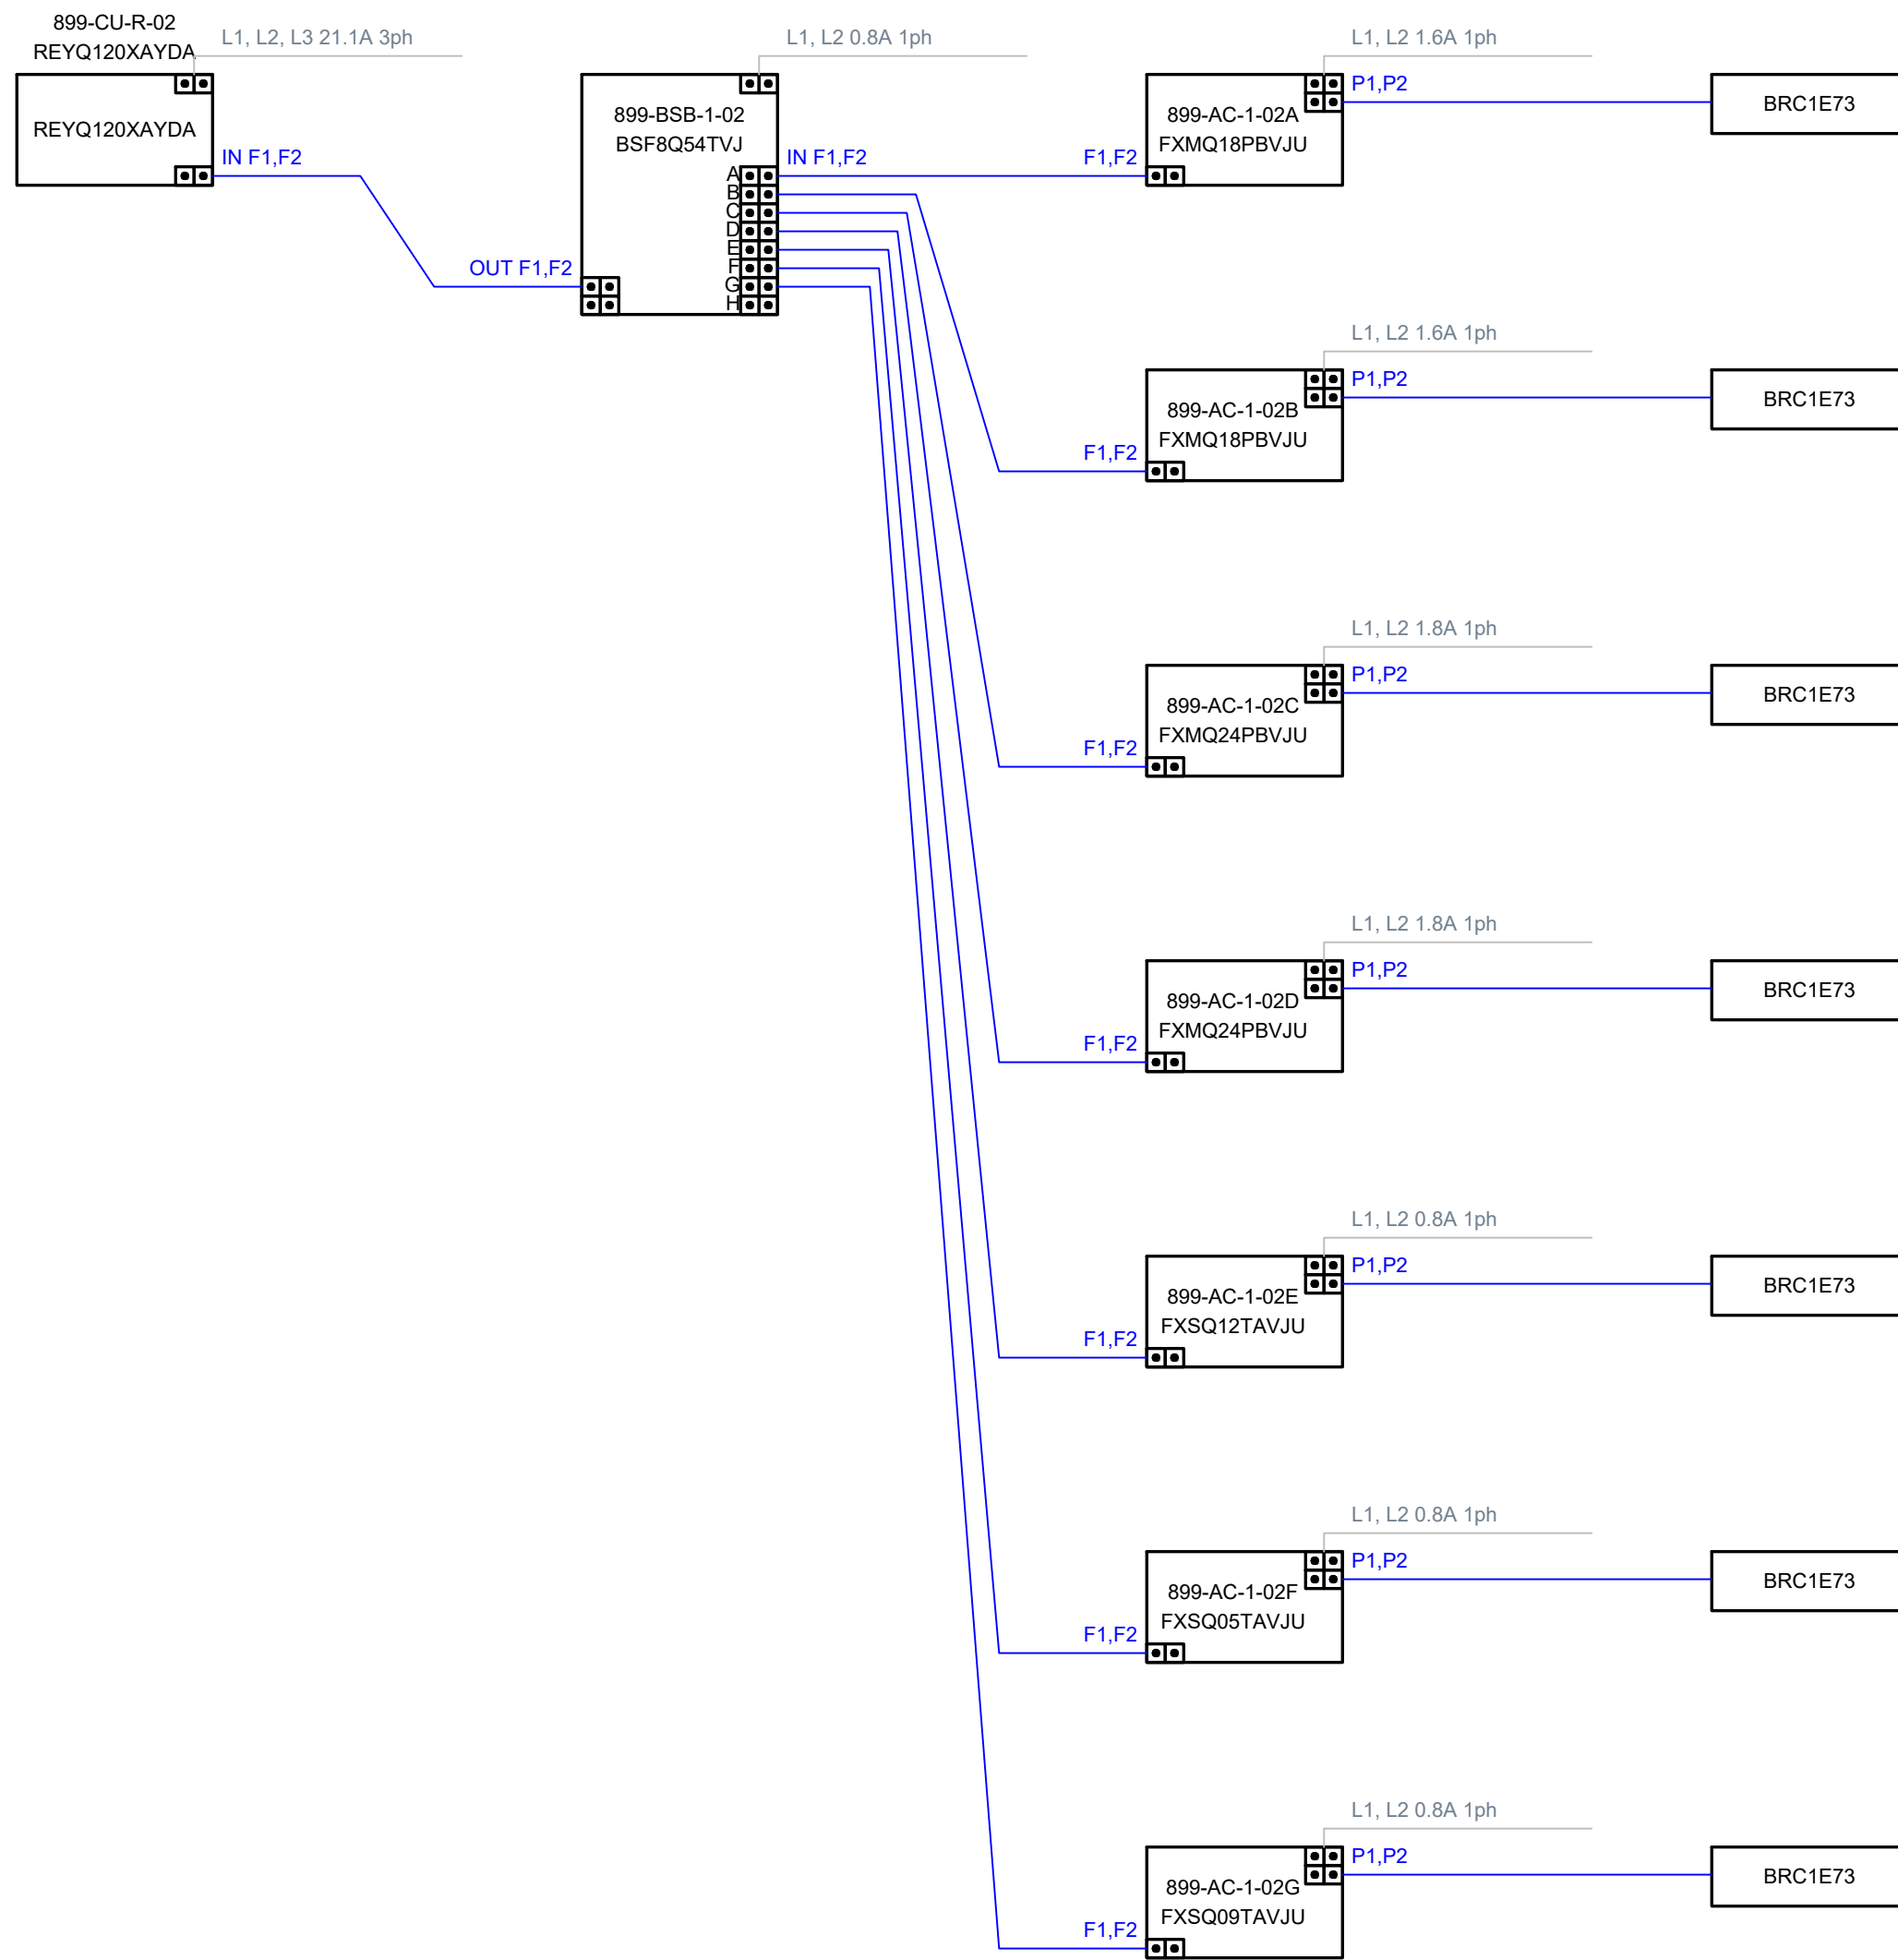 899-CU-R-02
REYQ120XAYDA
L1, L2, L3 21.1A 3ph
REYQ120XAYDA
IN F1,F2
OUT F1,F2
L1, L2 0.8A 1ph
899-BSB-1-02
BSF8Q54TVJ
IN F1,F2
A
B
C
D
E
F
G
H
L1, L2 1.6A 1ph
P1,P2
899-AC-1-02A
FXMQ18PBVJU
F1,F2
BRC1E73
L1, L2 1.6A 1ph
P1,P2
899-AC-1-02B
FXMQ18PBVJU
F1,F2
BRC1E73
L1, L2 1.8A 1ph
P1,P2
899-AC-1-02C
FXMQ24PBVJU
F1,F2
BRC1E73
L1, L2 1.8A 1ph
P1,P2
899-AC-1-02D
FXMQ24PBVJU
F1,F2
BRC1E73
L1, L2 0.8A 1ph
P1,P2
899-AC-1-02E
FXSQ12TAVJU
F1,F2
BRC1E73
L1, L2 0.8A 1ph
P1,P2
899-AC-1-02F
FXSQ05TAVJU
F1,F2
BRC1E73
L1, L2 0.8A 1ph
P1,P2
899-AC-1-02G
FXSQ09TAVJU
F1,F2
BRC1E73